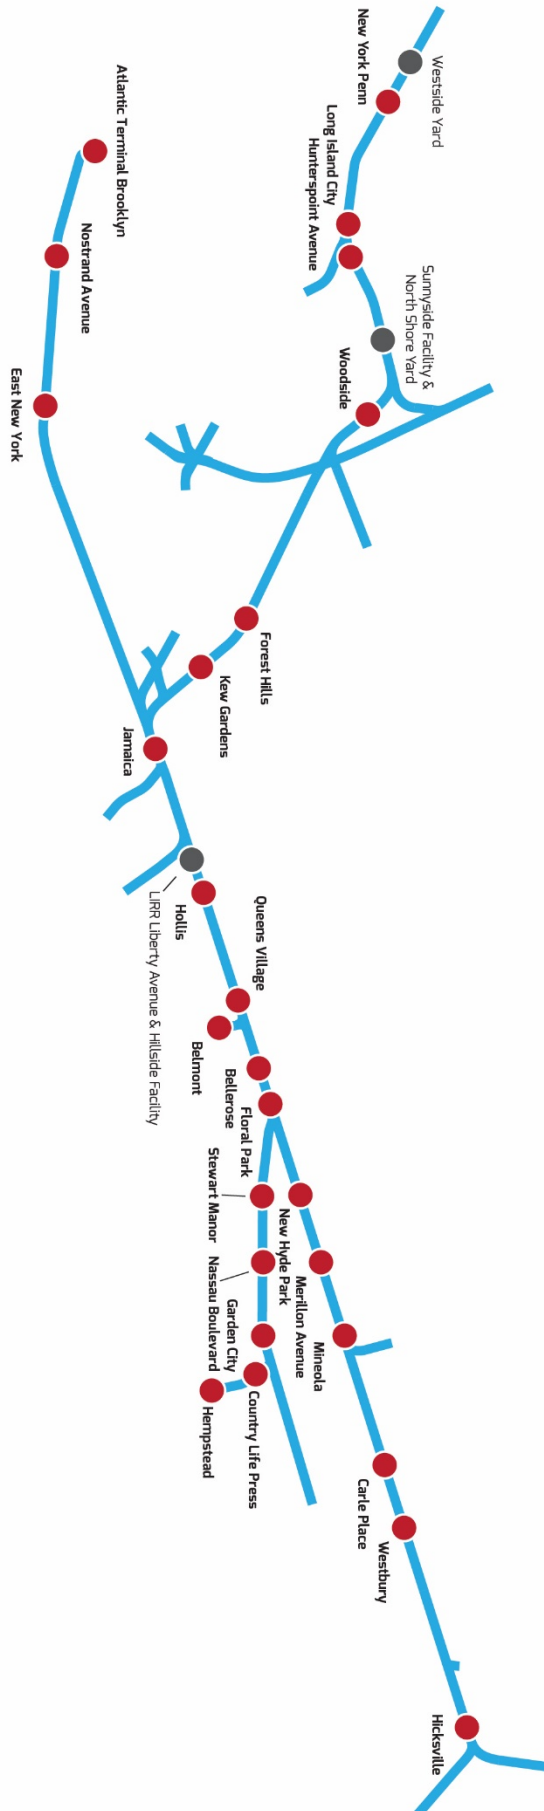 Westside Yard
New York Penn
Long Island City
Hunterspoint Avenue
Sunnyside Facility &
North Shore Yard
Woodside
Atlantic Terminal Brooklyn
Nostrand Avenue
East New York
Forest Hills
Kew Gardens
Jamaica
Hollis
LIRR Liberty Avenue & Hillside Facility
Queens Village
Belmont
Bellerose
Floral Park
Stewart Manor
New Hyde Park
Nassau Boulevard
Merillon Avenue
Garden City
Mineola
Country Life Press
Hempstead
Carle Place
Westbury
Hicksville